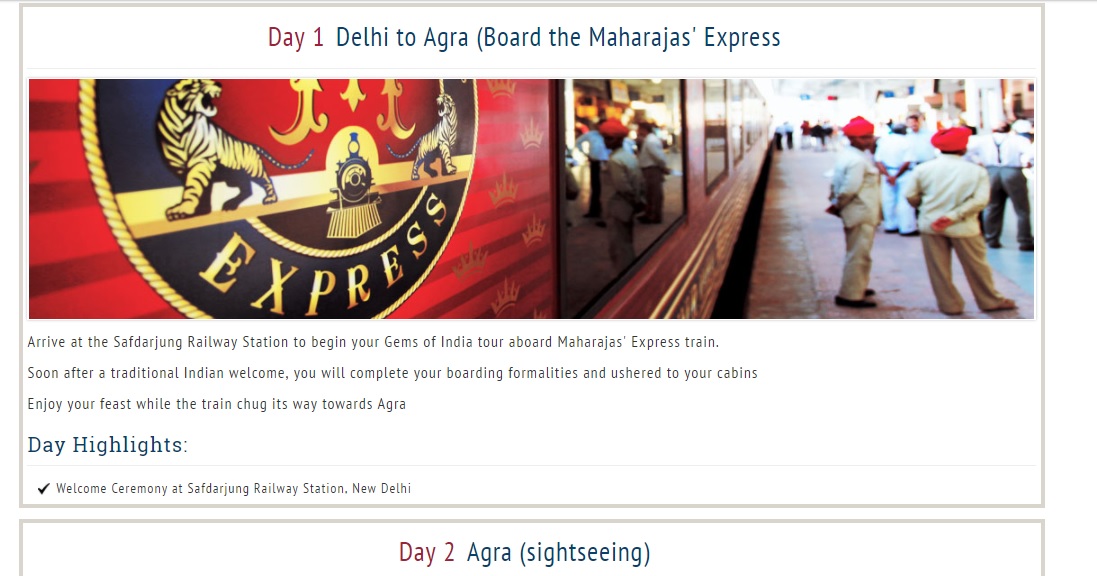 Day 1 Delhi to Agra (Board the Maharajas' Express
EXPRESS
Arrive at the Safdarjung Railway Station to begin your Gems of India tour aboard Maharajas' Express train.
Soon after a traditional Indian welcome, you will complete your boarding formalities and ushered to your cabins
Enjoy your feast while the train chug its way towards Agra
Day Highlights:
✔ Welcome Ceremony at Safdarjung Railway Station, New Delhi
Day 2 Agra (sightseeing)